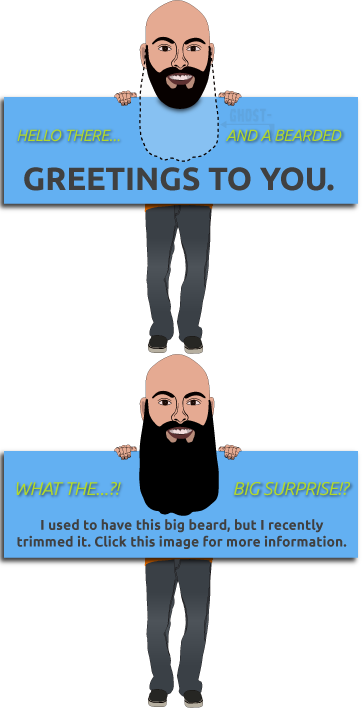 GHOST-
HELLO THERE... AND A BEARDED
GREETINGS TO YOU.
WHAT THE...?! BIG SURPRISE!?
I used to have this big beard, but I recently
trimmed it. Click this image for more information.